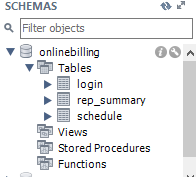 SCHEMAS
Filter objects
onlinebilling
Tables
login
rep_summary
schedule
Views
Stored Procedures
Functions